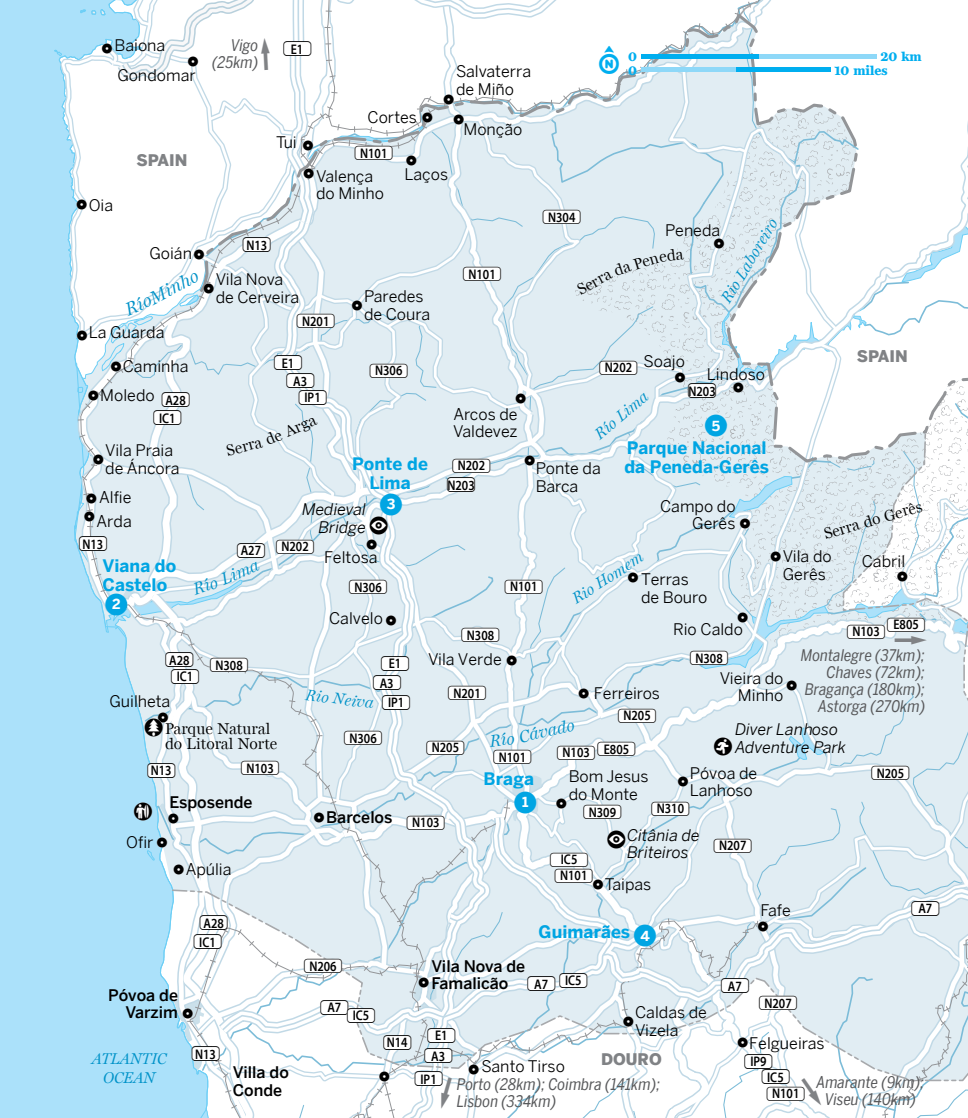 Baiona
Gondomar
Vigo
(25km)
E1
0
20 km
N
0
10 miles
Salvaterra
de Miño
Cortes
Monção
Tui
N101
Laços
SPAIN
Valença
do Minho
Oia
N304
Peneda
Goián
N13
Serra da Peneda
Río Laboreiro
RíoMinho
Vila Nova
de Cerveira
N101
Paredes
de Coura
N201
La Guarda
SPAIN
Caminha
E1
A3
IP1
N306
N202
Soajo
Lindoso
N203
Moledo
A28
IC1
Arcos de
Valdevez
Río Lima
5
Parque Nacional
da Peneda-Gerês
Serra de Arga
Vila Praia
de Áncora
Ponte de
Lima
3
N202
N203
Ponte da
Barca
Alfie
Arda
Medieval
Bridge
Feltosa
Campo do
Gerês
Serra do Gerês
N13
A27
N202
Viana do
Castelo
2
Río Lima
N306
N101
Rio Homem
Terras
de Bouro
Vila do
Gerês
Cabril
Calvelo
Rio Caldo
N308
N103
E805
Montalegre (37km);
Chaves (72km);
Bragança (180km);
Astorga (270km)
A28
IC1
N308
E1
A3
IP1
Vila Verde
N308
Vieira do
Minho
Rio Neiva
N201
Ferreiros
Guilheta
Parque Natural
do Litoral Norte
N205
N306
N205
Río Cávado
Diver Lanhoso
Adventure Park
N101
N103
E805
N13
N103
Braga
1
Bom Jesus
do Monte
Póvoa de
Lanhoso
N205
Esposende
Barcelos
N103
N309
N310
Ofir
Citânia de
Briteiros
N207
Apúlia
IC5
N101
Taipas
A28
IC1
Guimarães
4
Fafe
A7
N206
Vila Nova de
Famalicão
A7
IC5
A7
Póvoa de
Varzim
A7
IC5
N207
Caldas de
Vizela
N14
E1
A3
IP1
Felgueiras
ATLANTIC
OCEAN
N13
Villa do
Conde
Santo Tirso
DOURO
IP9
IC5
N101
Porto (28km); Coimbra (141km);
Lisbon (334km)
Amarante (9km);
Viseu (140km)